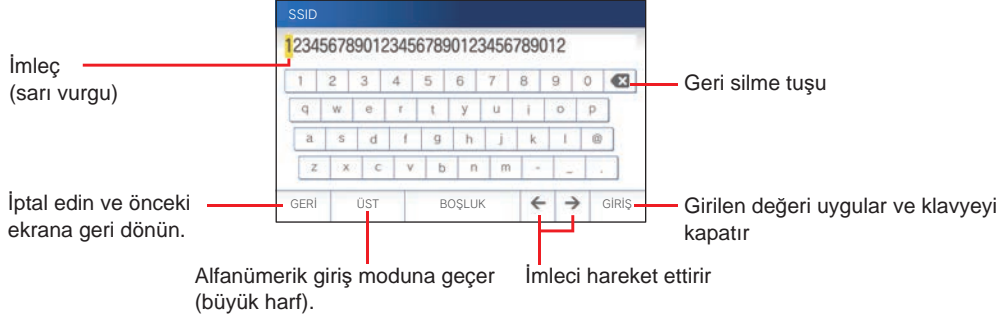 SSID
12345678901234567890123456789012
İmleç
(sarı vurgu)
1 2 3 4 5 6 7 8 9 0
Geri silme tuşu
q w e r t y u i o p
a s d f g h j k l @
z x c v b n m - _ .
İptal edin ve önceki
ekrana geri dönün.
GERİ ÜST BOŞLUK ← → GİRİŞ
Girilen değeri uygular ve klavyeyi
kapatır
Alfanümerik giriş moduna geçer
(büyük harf).
İmleci hareket ettirir